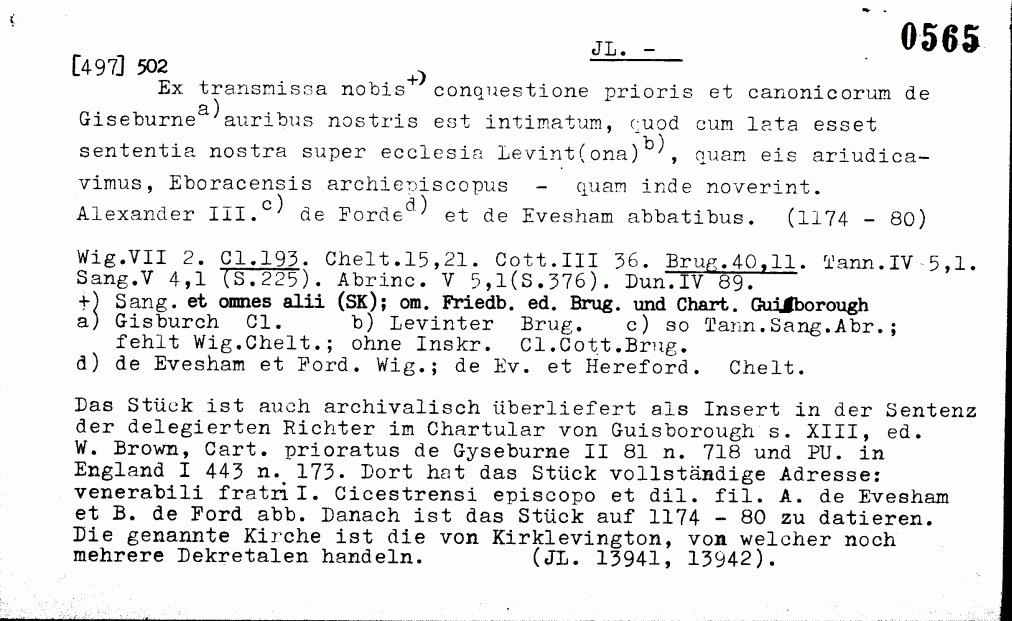 0565
JL. -
[497] 502
Ex transmissa nobis+) conquestione prioris et canonicorum de
Giseburne a) auribus nostris est intimatum, quod cum lata esset
sententia nostra super ecclesia Levint(ona) b), quam eis ariudica-
vimus, Eboracensis archiepiscopus - quam inde noverint.
Alexander III. c) de Forde d) et de Evesham abbatibus. (1174 - 80)
Wig.VII 2. Cl.193. Chelt.15,21. Cott.III 36. Brug.40,11. Tann.IV 5,1.
Sang.V 4,1 (S.225). Abrinc. V 5,1(S.376). Dun.IV 89.
+) Sang. et omnes alii (SK); om. Friedb. ed. Brug. und Chart. Guisborough
a) Gisburch Cl. b) Levinter Brug. c) so Tann.Sang.Abr.;
fehlt Wig.Chelt.; ohne Inskr. Cl.Cott.Brug.
d) de Evesham et Ford. Wig.; de Ev. et Hereford. Chelt.
Das Stück ist auch archivalisch überliefert als Insert in der Sentenz
der delegierten Richter im Chartular von Guisborough s. XIII, ed.
W. Brown, Cart. prioratus de Gyseburne II 81 n. 718 und PU. in
England I 443 n. 173. Dort hat das Stück vollständige Adresse:
venerabili fratri I. Cicestrensi episcopo et dil. fil. A. de Evesham
et B. de Ford abb. Danach ist das Stück auf 1174 - 80 zu datieren.
Die genannte Kirche ist die von Kirklevington, von welcher noch
mehrere Dekretalen handeln. (JL. 13941, 13942).